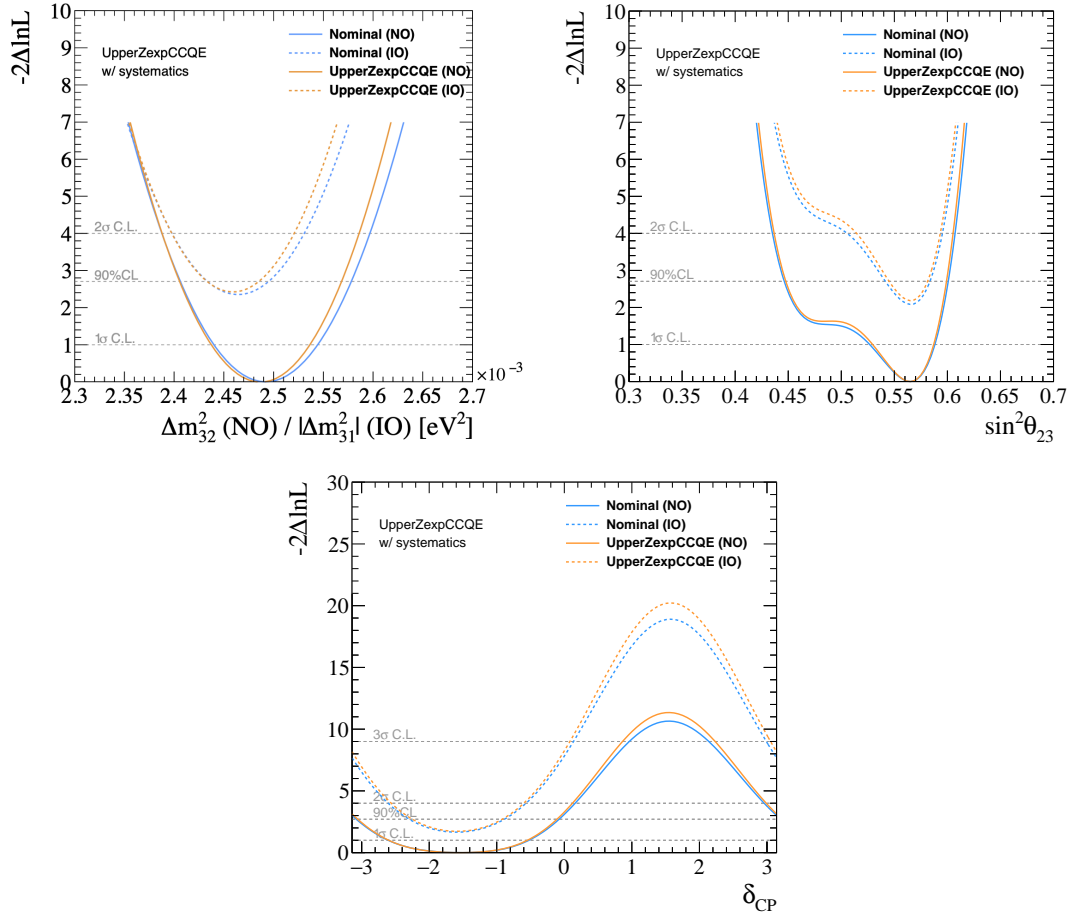 -2ΔlnL
10
9
8
7
6
5
4
3
2
1
0
UpperZexpCCQE
w/ systematics
Nominal (NO)
Nominal (IO)
UpperZexpCCQE (NO)
UpperZexpCCQE (IO)
2σ C.L.
90%CL
1σ C.L.
2.3 2.35 2.4 2.45 2.5 2.55 2.6 2.65 2.7
×10⁻³
Δm²₃₂ (NO) / |Δm²₃₁| (IO) [eV²]
-2ΔlnL
10
9
8
7
6
5
4
3
2
1
0
UpperZexpCCQE
w/ systematics
Nominal (NO)
Nominal (IO)
UpperZexpCCQE (NO)
UpperZexpCCQE (IO)
2σ C.L.
90%CL
1σ C.L.
0.3 0.35 0.4 0.45 0.5 0.55 0.6 0.65 0.7
sin²θ₂₃
-2ΔlnL
30
25
20
15
10
5
0
UpperZexpCCQE
w/ systematics
Nominal (NO)
Nominal (IO)
UpperZexpCCQE (NO)
UpperZexpCCQE (IO)
3σ C.L.
2σ C.L.
90%CL
1σ C.L.
−3 −2 −1 0 1 2 3
δCP